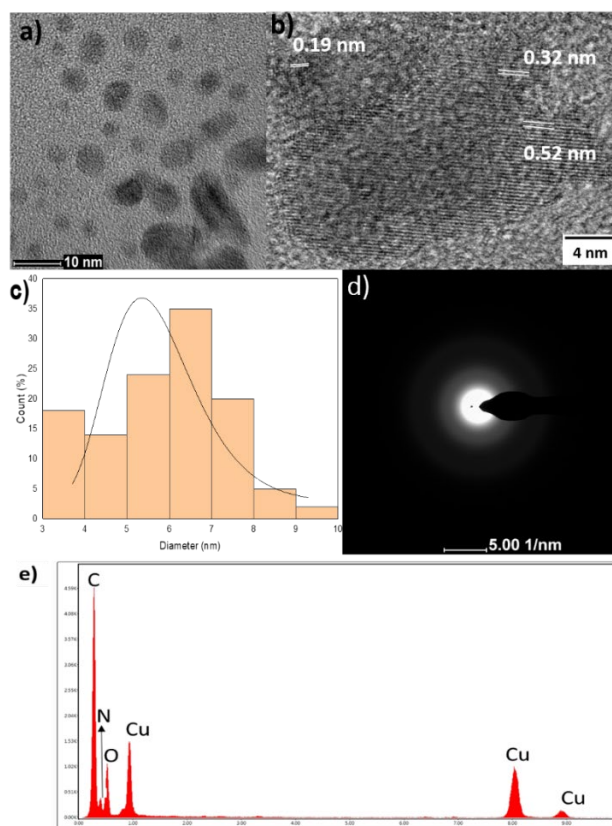 a)
10 nm
b)
0.19 nm
0.32 nm
0.52 nm
4 nm
c)
40
35
30
25
20
15
10
5
0
Count (%)
3 4 5 6 7 8 9 10
Diameter (nm)
d)
5.00 1/nm
e)
C
N
O
Cu
Cu
Cu